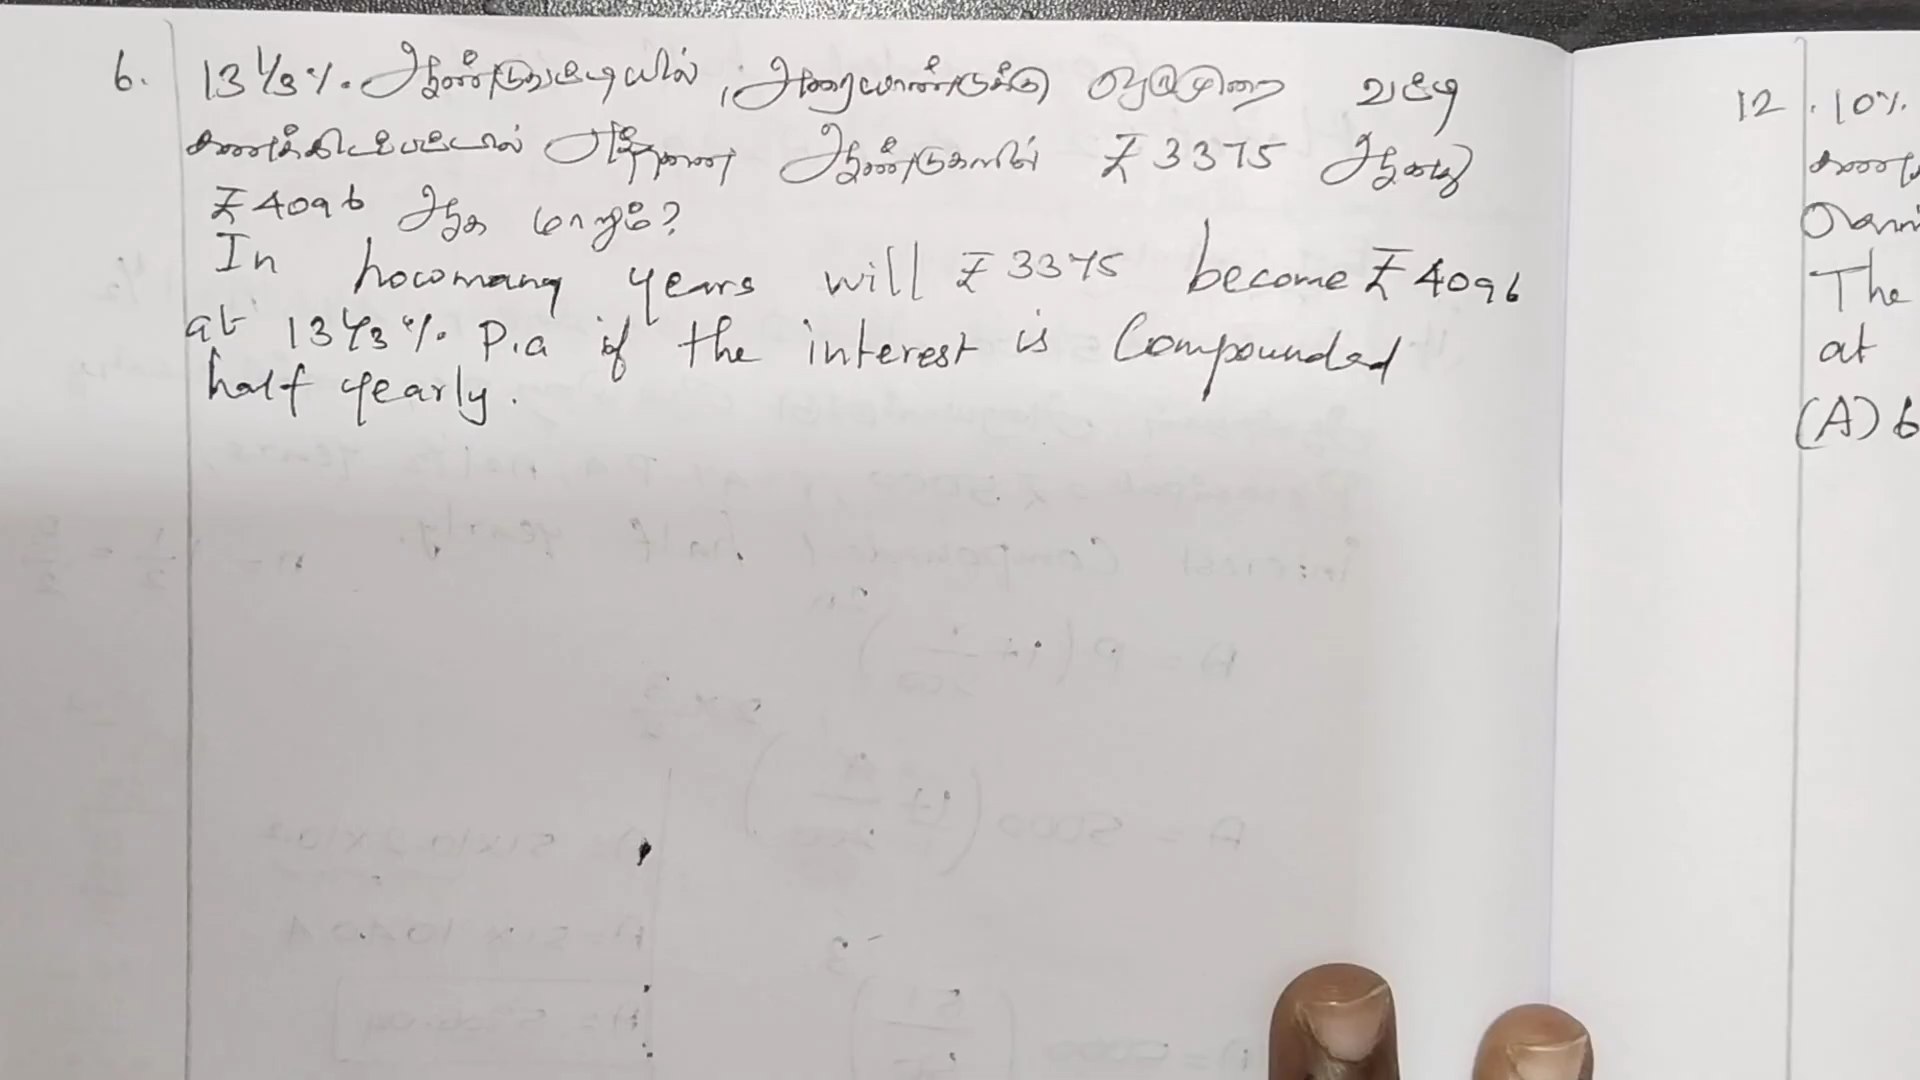 6. 13 1/3 %. ஆண்டுவட்டியில், அரையாண்டுக்கு ஒருமுறை வட்டி
கணக்கிடப்பட்டால் எத்தனை ஆண்டுகளில் ₹ 3375 ஆனது
₹ 4096 ஆக மாறும்?
In howmany years will ₹ 3375 become ₹ 4096
at 13 1/3 %. P.a if the interest is Compounded
half yearly.
12. 10%.
The
at
(A) 6